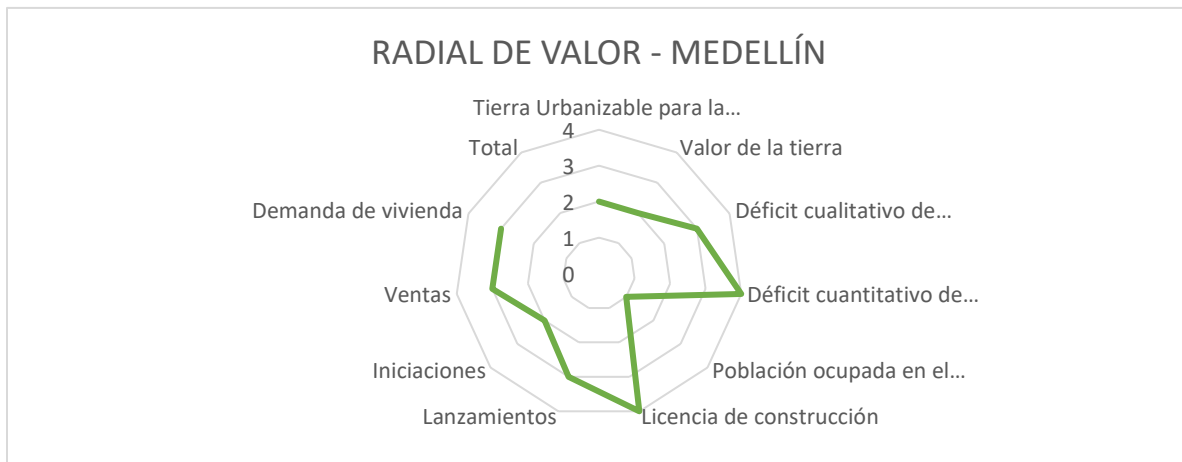 RADIAL DE VALOR - MEDELLÍN
Tierra Urbanizable para la...
Valor de la tierra
Déficit cualitativo de...
Déficit cuantitativo de...
Población ocupada en el...
Licencia de construcción
Lanzamientos
Iniciaciones
Ventas
Demanda de vivienda
Total
4
3
2
1
0